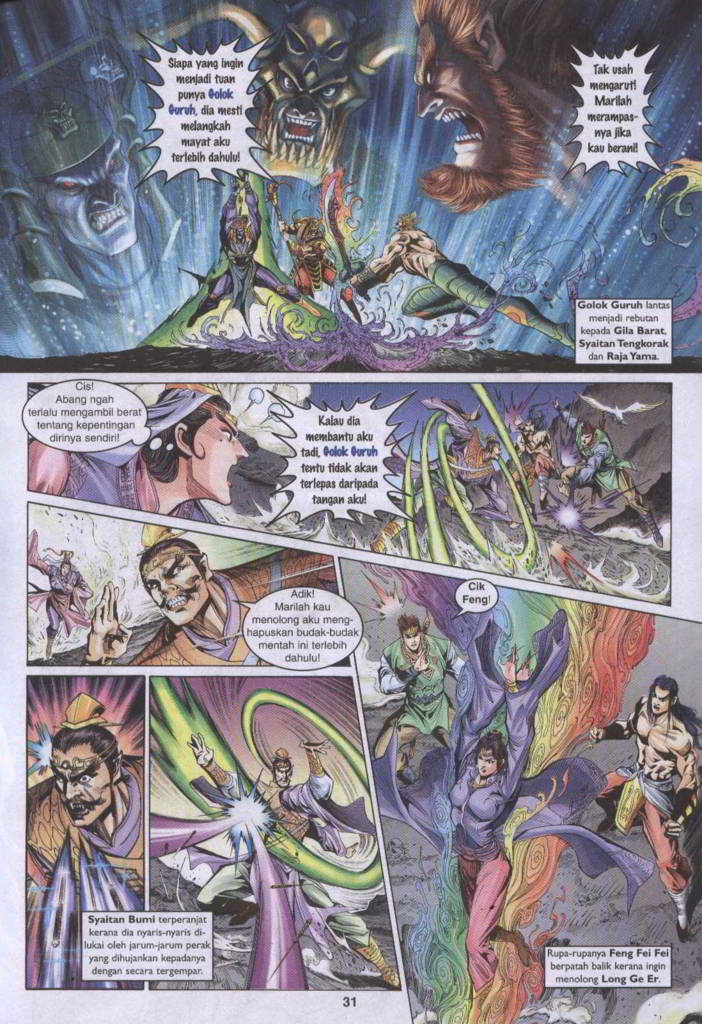 Siapa yang ingin
menjadi tuan
punya Golok
Guruh, dia mesti
melangkah
mayat aku
terlebih dahulu!
Tak usah
mengarut!
Marilah
merampas-
nya jika
kau berani!
Golok Guruh lantas
menjadi rebutan
kepada Gila Barat,
Syaitan Tengkorak
dan Raja Yama.
Cis!
Abang ngah
terlalu mengambil berat
tentang kepentingan
dirinya sendiri!
Kalau dia
membantu aku
tadi, Golok Guruh
tentu tidak akan
terlepas daripada
tangan aku!
Adik!
Marilah kau
menolong aku meng-
hapuskan budak-budak
mentah ini terlebih
dahulu!
Cik
Feng!
Syaitan Bumi terperanjat
kerana dia nyaris-nyaris di-
lukai oleh jarum-jarum perak
yang dihujankan kepadanya
dengan secara tergempar.
Rupa-rupanya Feng Fei Fei
berpatah balik kerana ingin
menolong Long Ge Er.
31